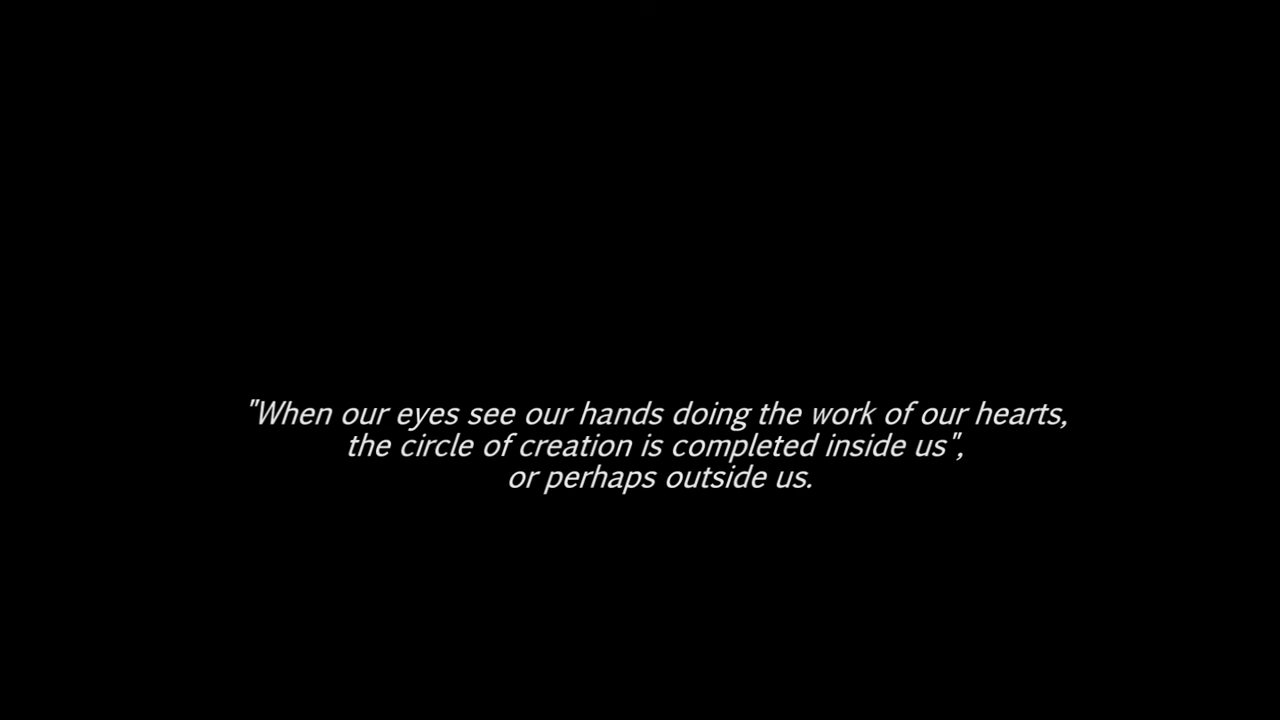 "When our eyes see our hands doing the work of our hearts,
the circle of creation is completed inside us",
or perhaps outside us.